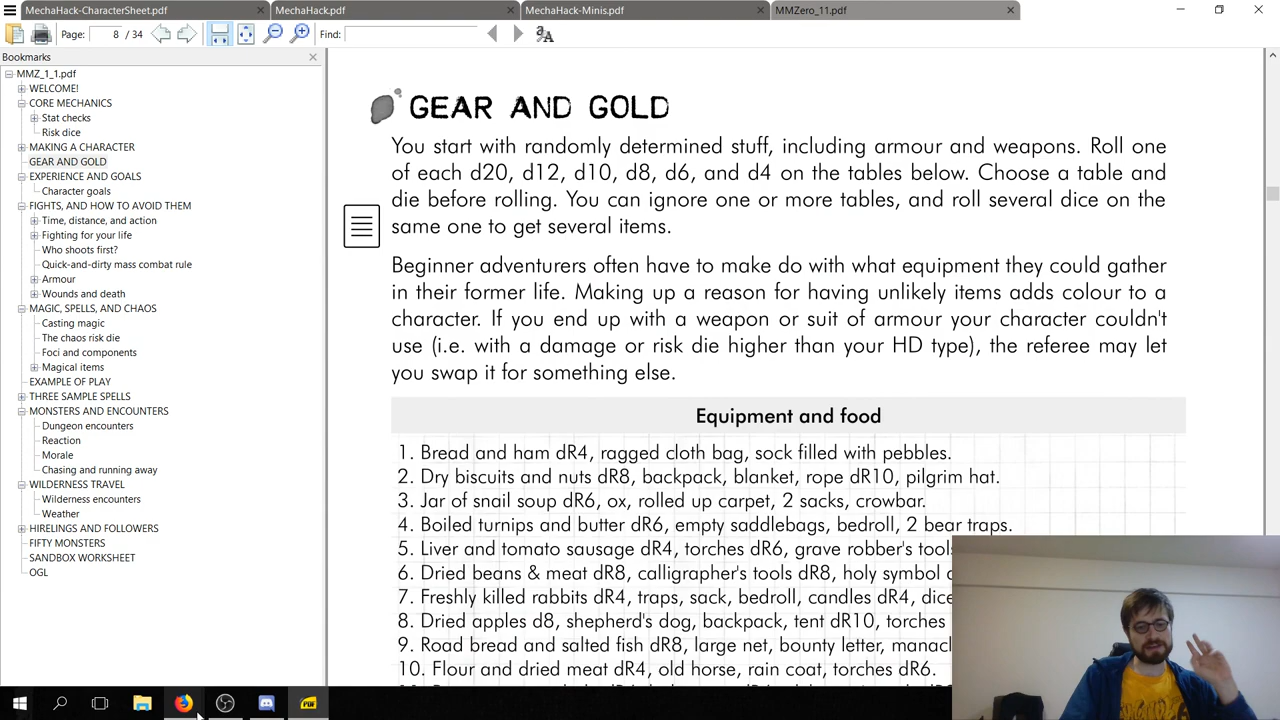 MechaHack-CharacterSheet.pdf
MechaHack.pdf
MechaHack-Minis.pdf
MMZero_11.pdf
Page: 8 / 34
Find:
Bookmarks
MMZ_1_1.pdf
WELCOME!
CORE MECHANICS
Stat checks
Risk dice
MAKING A CHARACTER
GEAR AND GOLD
EXPERIENCE AND GOALS
Character goals
FIGHTS, AND HOW TO AVOID THEM
Time, distance, and action
Fighting for your life
Who shoots first?
Quick-and-dirty mass combat rule
Armour
Wounds and death
MAGIC, SPELLS, AND CHAOS
Casting magic
The chaos risk die
Foci and components
Magical items
EXAMPLE OF PLAY
THREE SAMPLE SPELLS
MONSTERS AND ENCOUNTERS
Dungeon encounters
Reaction
Morale
Chasing and running away
WILDERNESS TRAVEL
Wilderness encounters
Weather
HIRELINGS AND FOLLOWERS
FIFTY MONSTERS
SANDBOX WORKSHEET
OGL
GEAR AND GOLD
You start with randomly determined stuff, including armour and weapons. Roll one
of each d20, d12, d10, d8, d6, and d4 on the tables below. Choose a table and
die before rolling. You can ignore one or more tables, and roll several dice on the
same one to get several items.
Beginner adventurers often have to make do with what equipment they could gather
in their former life. Making up a reason for having unlikely items adds colour to a
character. If you end up with a weapon or suit of armour your character couldn't
use (i.e. with a damage or risk die higher than your HD type), the referee may let
you swap it for something else.
Equipment and food
1. Bread and ham dR4, ragged cloth bag, sock filled with pebbles.
2. Dry biscuits and nuts dR8, backpack, blanket, rope dR10, pilgrim hat.
3. Jar of snail soup dR6, ox, rolled up carpet, 2 sacks, crowbar.
4. Boiled turnips and butter dR6, empty saddlebags, bedroll, 2 bear traps.
5. Liver and tomato sausage dR4, torches dR6, grave robber's tools
6. Dried beans & meat dR8, calligrapher's tools dR8, holy symbol
7. Freshly killed rabbits dR4, traps, sack, bedroll, candles dR4, dice
8. Dried apples d8, shepherd's dog, backpack, tent dR10, torches
9. Road bread and salted fish dR8, large net, bounty letter,
10. Flour and dried meat dR4, old horse, rain coat, torches dR6.
PDF